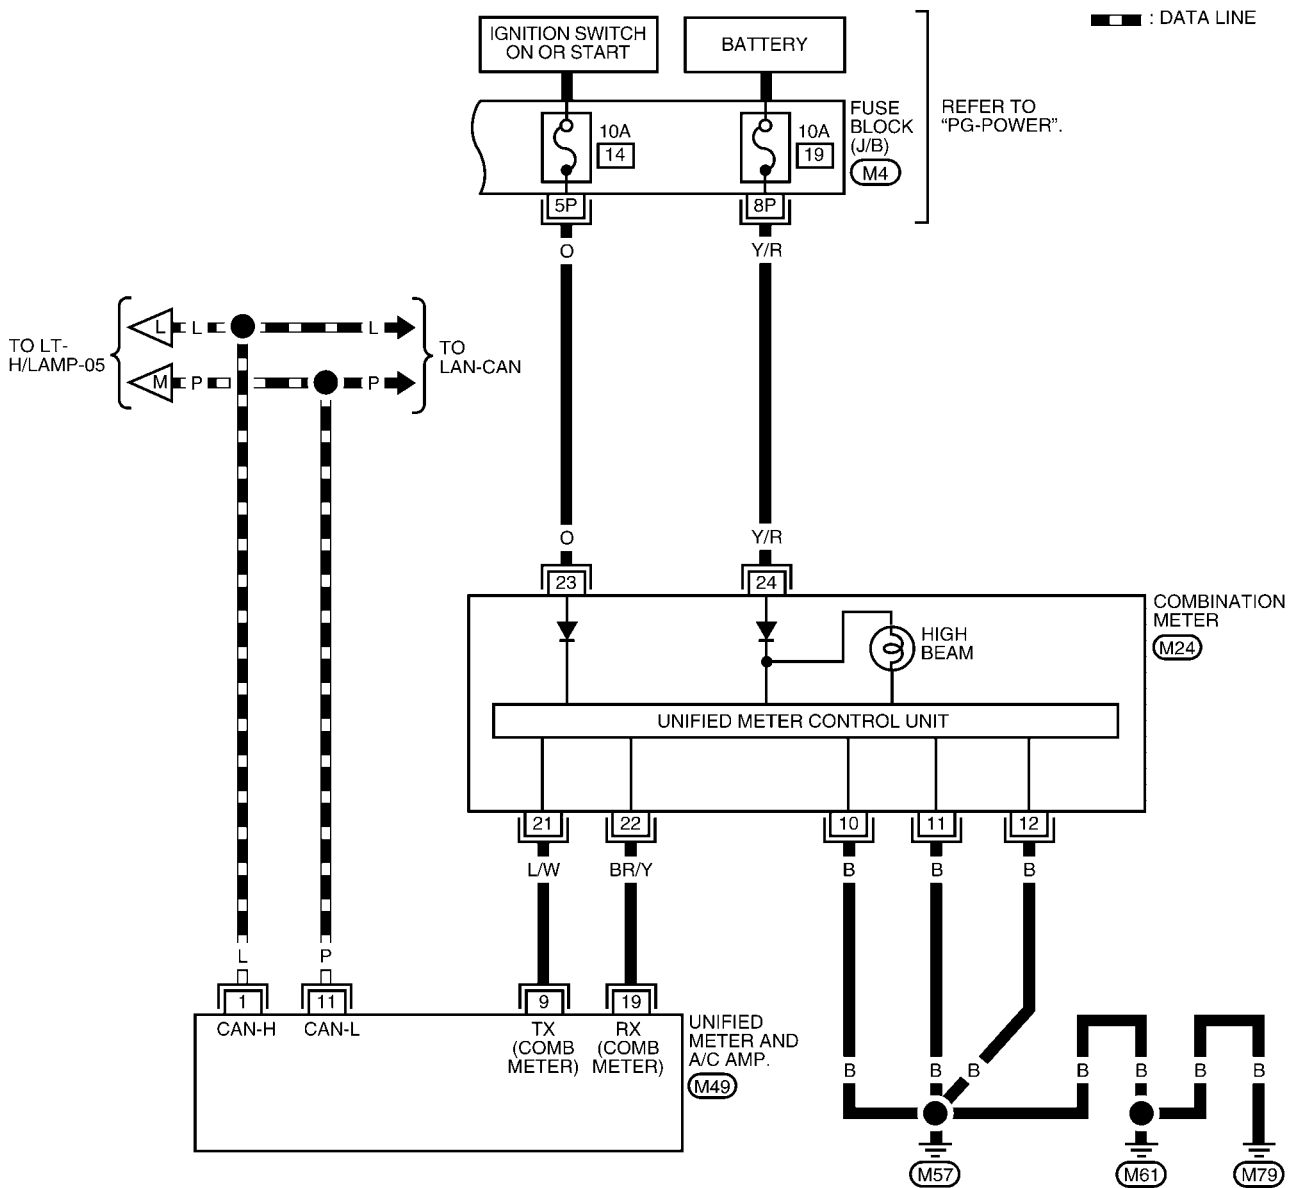 : DATA LINE
IGNITION SWITCH
ON OR START
BATTERY
FUSE
BLOCK
(J/B)
M4
REFER TO
“PG-POWER”.
10A
14
10A
19
5P
8P
O
Y/R
TO LT-
H/LAMP-05
L
L
L
M
P
P
TO
LAN-CAN
O
Y/R
23
24
COMBINATION
METER
M24
HIGH
BEAM
UNIFIED METER CONTROL UNIT
21
22
10
11
12
L/W
BR/Y
B
B
B
L
P
1
11
9
19
CAN-H
CAN-L
TX
(COMB
METER)
RX
(COMB
METER)
UNIFIED
METER AND
A/C AMP.
M49
B
B
B
B
B
B
B
M57
M61
M79